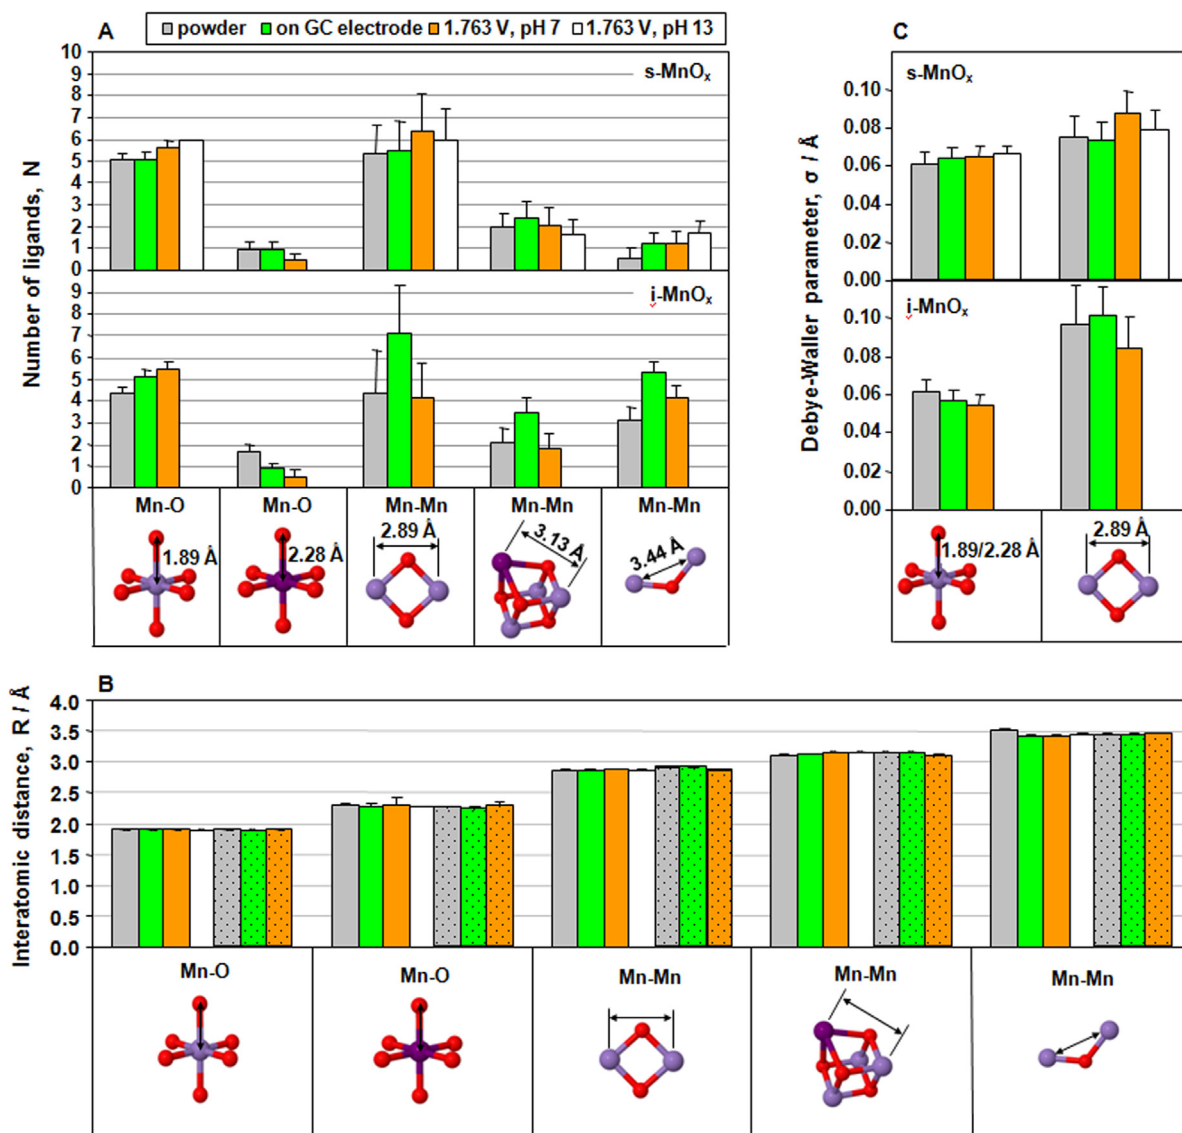 A
powder on GC electrode 1.763 V, pH 7 1.763 V, pH 13
s-MnOx
10
9
8
7
6
5
4
3
2
1
0
Number of ligands, N
i-MnOx
9
8
7
6
5
4
3
2
1
0
Mn-O Mn-O Mn-Mn Mn-Mn Mn-Mn
1.89 Å 2.28 Å 2.89 Å 3.13 Å 3.44 Å
C
s-MnOx
0.10
0.08
0.06
0.04
0.02
0.00
Debye-Waller parameter, σ / Å
i-MnOx
0.10
0.08
0.06
0.04
0.02
0.00
1.89/2.28 Å 2.89 Å
B
Interatomic distance, R / Å
4.0
3.5
3.0
2.5
2.0
1.5
1.0
0.5
0.0
Mn-O Mn-O Mn-Mn Mn-Mn Mn-Mn